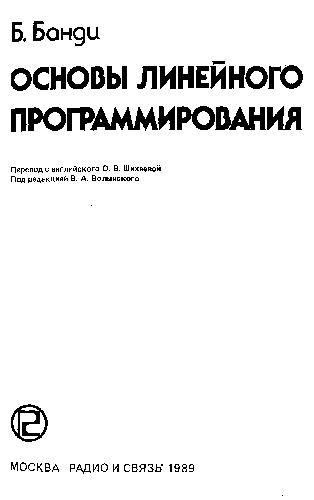 Б. Банди
ОСНОВЫ ЛИНЕЙНОГО
ПРОГРАММИРОВАНИЯ
Перевод с английского О. В. Шихеевой
Под редакцией В. А. Волынского
МОСКВА РАДИО И СВЯЗЬ 1989